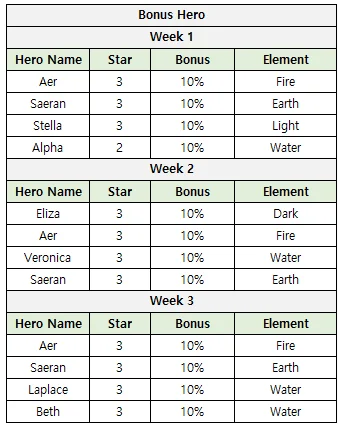 Bonus Hero
Week 1
Hero Name Star Bonus Element
Aer 3 10% Fire
Saeran 3 10% Earth
Stella 3 10% Light
Alpha 2 10% Water
Week 2
Hero Name Star Bonus Element
Eliza 3 10% Dark
Aer 3 10% Fire
Veronica 3 10% Water
Saeran 3 10% Earth
Week 3
Hero Name Star Bonus Element
Aer 3 10% Fire
Saeran 3 10% Earth
Laplace 3 10% Water
Beth 3 10% Water